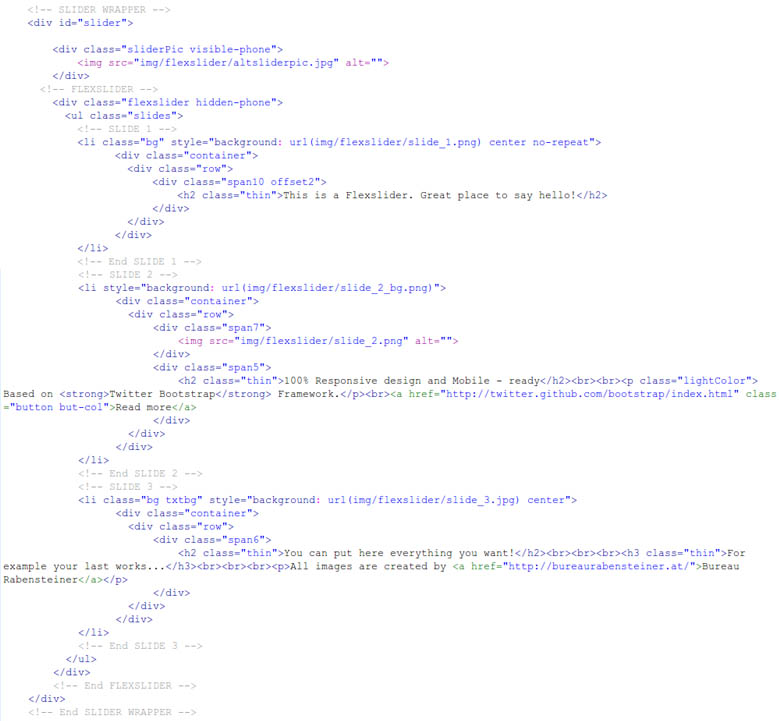 <!-- SLIDER WRAPPER -->
<div id="slider">
<div class="sliderPic visible-phone">
<img src="img/flexslider/altsliderpic.jpg" alt="">
</div>
<!-- FLEXSLIDER -->
<div class="flexslider hidden-phone">
<ul class="slides">
<!-- SLIDE 1 -->
<li class="bg" style="background: url(img/flexslider/slide_1.png) center no-repeat">
<div class="container">
<div class="row">
<div class="span10 offset2">
<h2 class="thin">This is a Flexslider. Great place to say hello!</h2>
</div>
</div>
</div>
</li>
<!-- End SLIDE 1 -->
<!-- SLIDE 2 -->
<li style="background: url(img/flexslider/slide_2_bg.png)">
<div class="container">
<div class="row">
<div class="span7">
<img src="img/flexslider/slide_2.png" alt="">
</div>
<div class="span5">
<h2 class="thin">100% Responsive design and Mobile - ready</h2><br><br><p class="lightColor">
Based on <strong>Twitter Bootstrap</strong> Framework.</p><br><a href="http://twitter.github.com/bootstrap/index.html" class
="button but-col">Read more</a>
</div>
</div>
</div>
</li>
<!-- End SLIDE 2 -->
<!-- SLIDE 3 -->
<li class="bg txtbg" style="background: url(img/flexslider/slide_3.jpg) center">
<div class="container">
<div class="row">
<div class="span6">
<h2 class="thin">You can put here everything you want!</h2><br><br><br><h3 class="thin">For
example your last works...</h3><br><br><br><p>All images are created by <a href="http://bureaurabensteiner.at/">Bureau
Rabensteiner</a></p>
</div>
</div>
</div>
</li>
<!-- End SLIDE 3 -->
</ul>
</div>
<!-- End FLEXSLIDER -->
</div>
<!-- End SLIDER WRAPPER -->